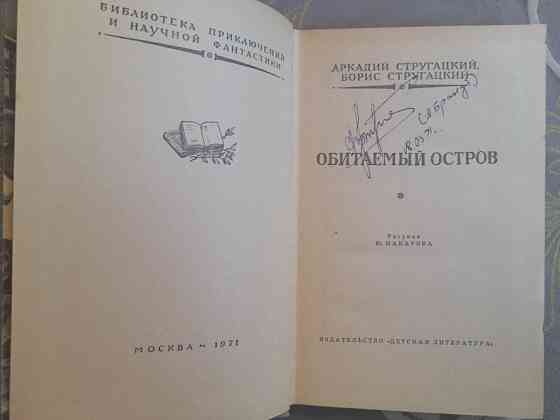 БИБЛИОТЕКА ПРИКЛЮЧЕНИЙ
И НАУЧНОЙ ФАНТАСТИКИ
МОСКВА ~ 1971
АРКАДИЙ СТРУГАЦКИЙ,
БОРИС СТРУГАЦКИЙ
ОБИТАЕМЫЙ ОСТРОВ
Рисунки
Ю. МАКАРОВА
ИЗДАТЕЛЬСТВО «ДЕТСКАЯ ЛИТЕРАТУРА»